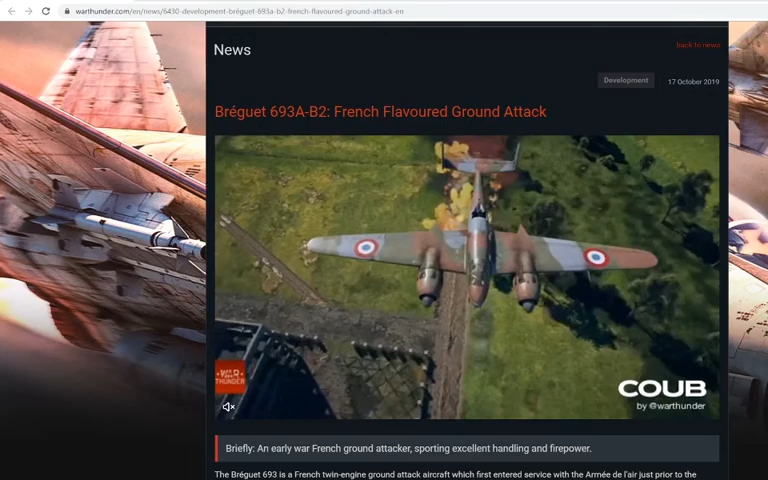 warthunder.com/en/news/6430-development-bréguet-693a-b2-french-flavoured-ground-attack-en
News
back to news
Development
17 October 2019
Bréguet 693A-B2: French Flavoured Ground Attack
WAR
THUNDER
COUB
by @warthunder
Briefly: An early war French ground attacker, sporting excellent handling and firepower.
The Bréguet 693 is a French twin-engine ground attack aircraft which first entered service with the Armée de l'air just prior to the